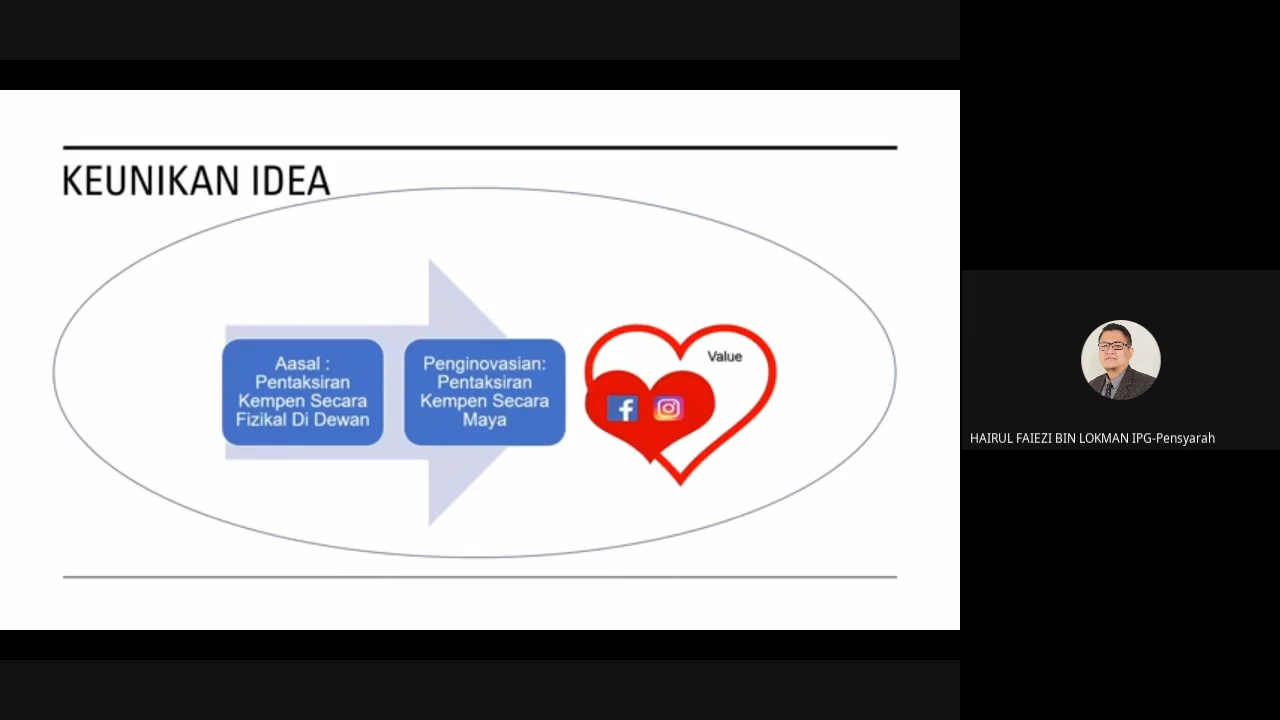 KEUNIKAN IDEA
Aasal :
Pentaksiran
Kempen Secara
Fizikal Di Dewan
Penginovasian:
Pentaksiran
Kempen Secara
Maya
Value
HAIRUL FAIEZI BIN LOKMAN IPG-Pensyarah